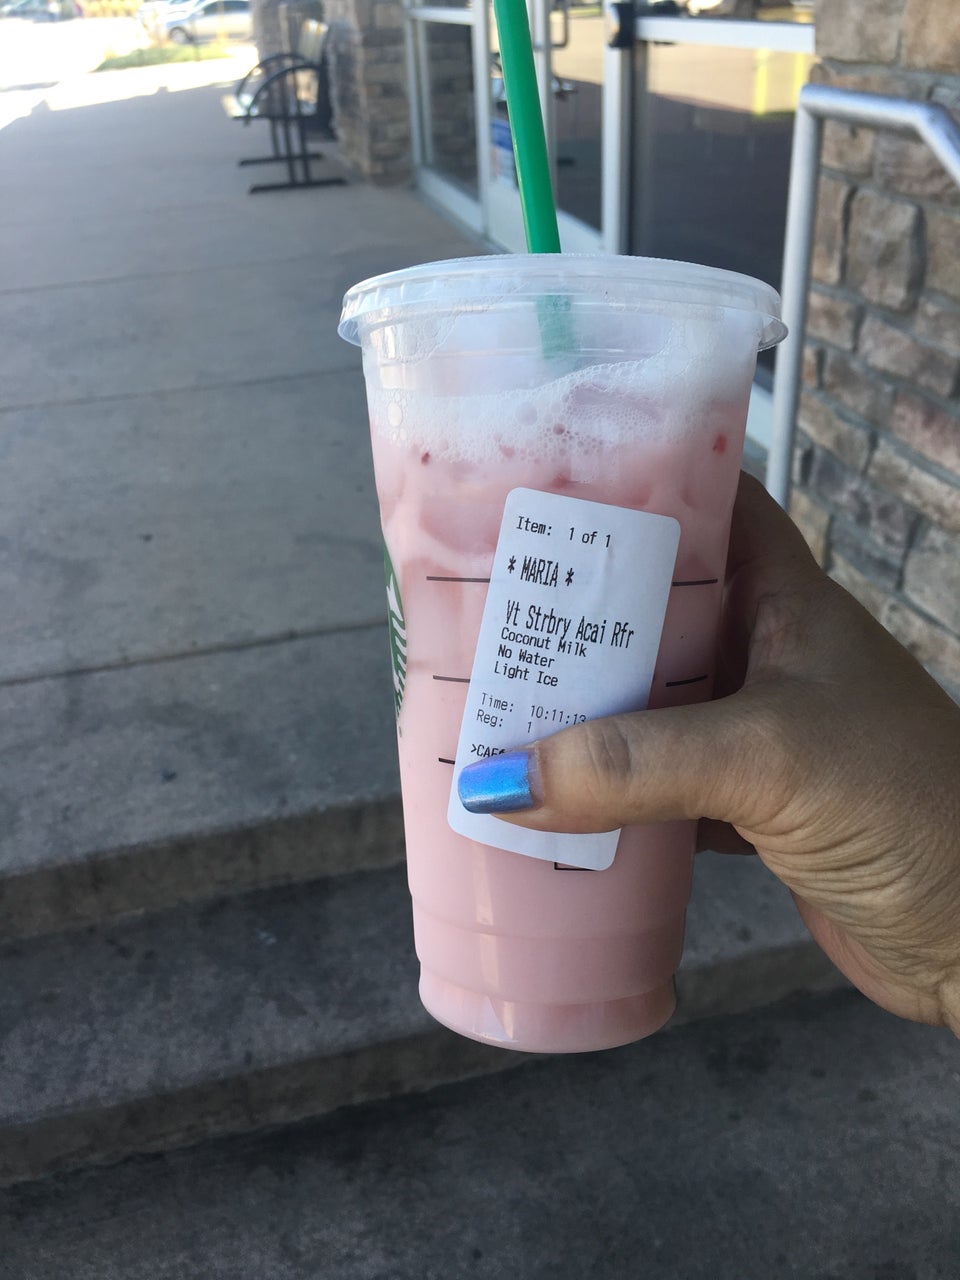 Item: 1 of 1
* MARIA *
Vt Strbry Acai Rfr
Coconut Milk
No Water
Light Ice
Time: 10:11:13
Reg: 1